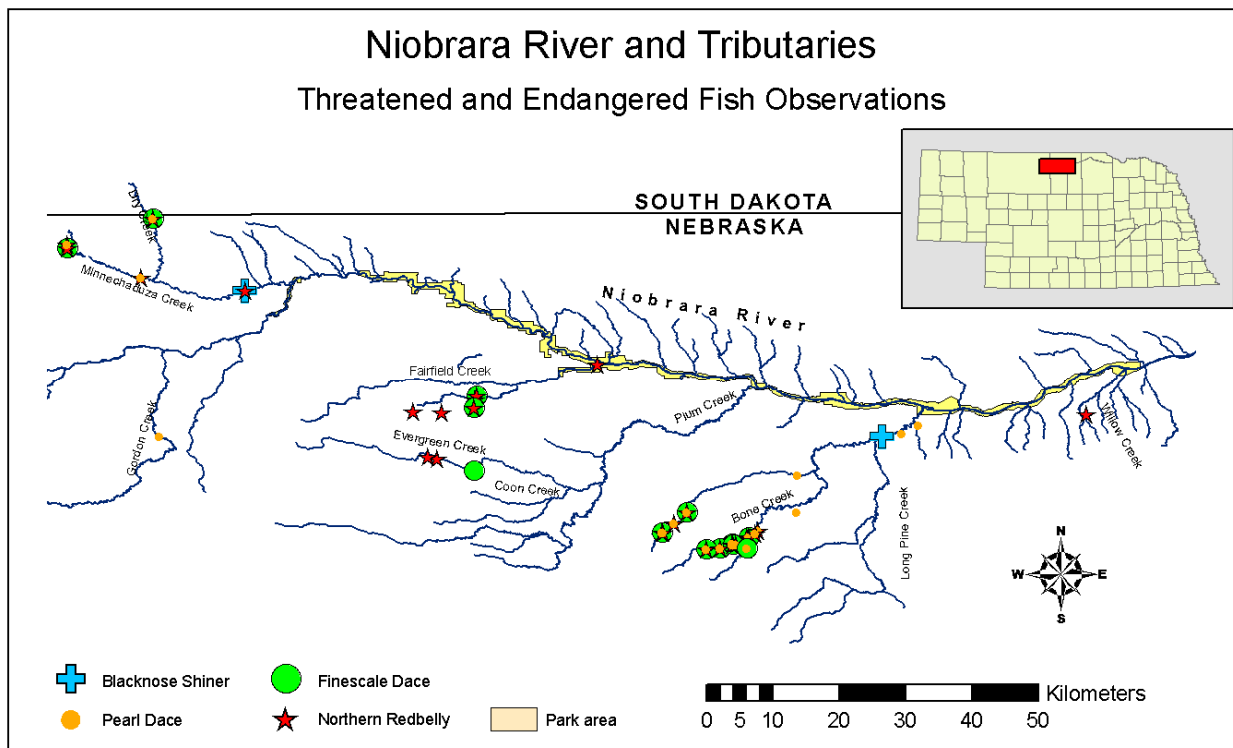 Niobrara River and Tributaries
Threatened and Endangered Fish Observations
SOUTH DAKOTA
NEBRASKA
Dry Creek
Minnechaduza Creek
Niobrara River
Fairfield Creek
Plum Creek
Gordon Creek
Willow Creek
Evergreen Creek
Coon Creek
Bone Creek
Long Pine Creek
N
W E
S
Blacknose Shiner
Finescale Dace
Pearl Dace
Northern Redbelly
Park area
Kilometers
0 5 10 20 30 40 50